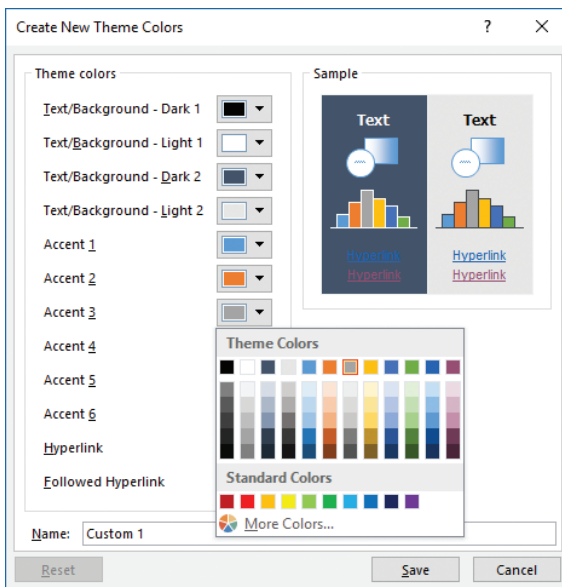 Create New Theme Colors ?
Theme colors
Text/Background - Dark 1
Text/Background - Light 1
Text/Background - Dark 2
Text/Background - Light 2
Accent 1
Accent 2
Accent 3
Accent 4
Accent 5
Accent 6
Hyperlink
Followed Hyperlink
Sample
Text Text
Hyperlink Hyperlink
Hyperlink Hyperlink
Theme Colors
Standard Colors
More Colors...
Name: Custom 1
Reset Save Cancel